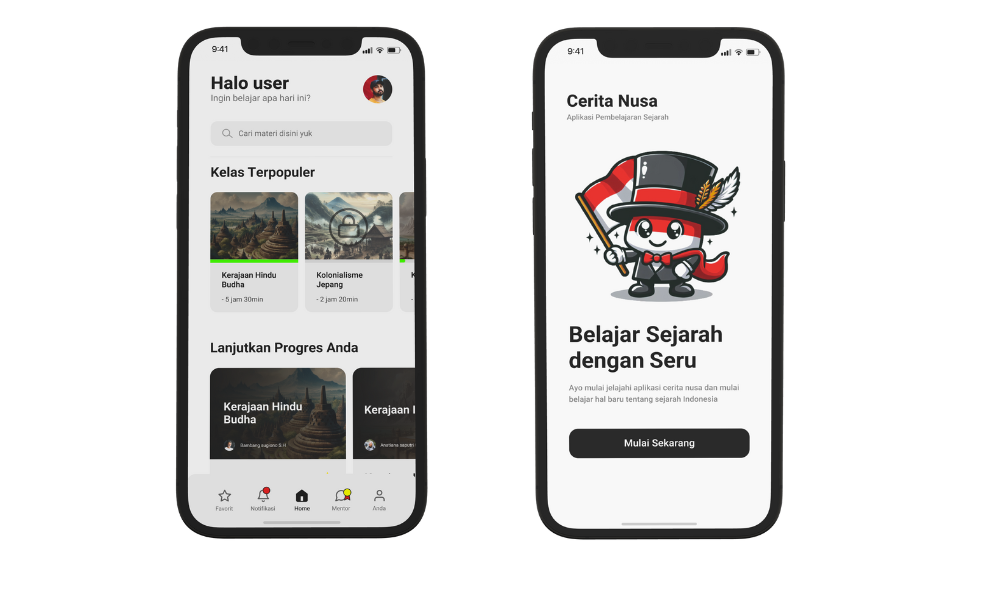 9:41
Halo user
Ingin belajar apa hari ini?
Cari materi disini yuk
Kelas Terpopuler
Kerajaan Hindu
Budha
- 5 jam 30min
Kolonialisme
Jepang
- 2 jam 20min
Lanjutkan Progres Anda
Kerajaan Hindu
Budha
Bambang sugiono S.H
Kerajaan
Favorit
Notifikasi
Home
Mentor
Anda
9:41
Cerita Nusa
Aplikasi Pembelajaran Sejarah
Belajar Sejarah
dengan Seru
Ayo mulai jelajahi aplikasi cerita nusa dan mulai
belajar hal baru tentang sejarah Indonesia
Mulai Sekarang